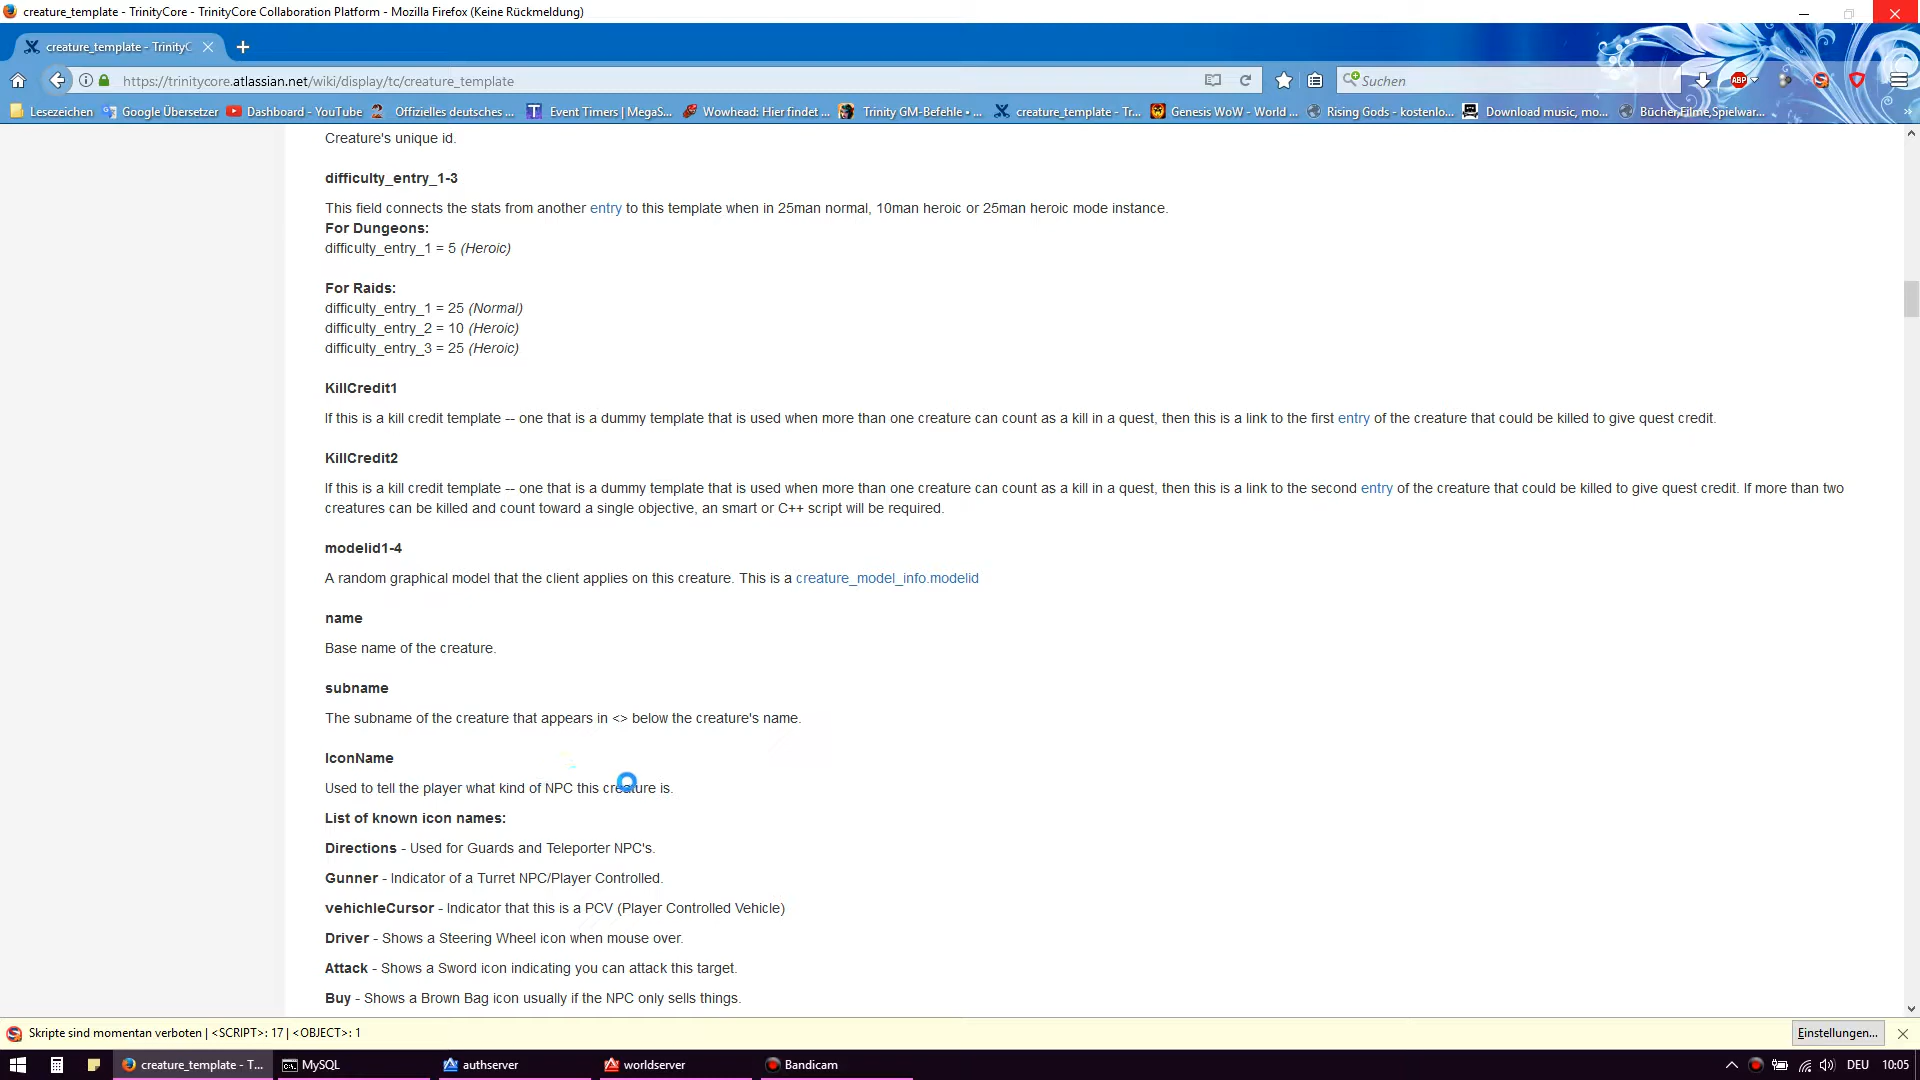 creature_template - TrinityCore - TrinityCore Collaboration Platform - Mozilla Firefox (Keine Rückmeldung)
creature_template - TrinityC
https://trinitycore.atlassian.net/wiki/display/tc/creature_template
Suchen
ABP
Lesezeichen
Google Übersetzer
Dashboard - YouTube
Offizielles deutsches ...
Event Timers | MegaS...
Wowhead: Hier findet ...
Trinity GM-Befehle • ...
creature_template - Tr...
Genesis WoW - World ...
Rising Gods - kostenlo...
Download music, mo...
Bücher,Filme,Spielwar...
Creature's unique id.
difficulty_entry_1-3
This field connects the stats from another entry to this template when in 25man normal, 10man heroic or 25man heroic mode instance.
For Dungeons:
difficulty_entry_1 = 5 (Heroic)
For Raids:
difficulty_entry_1 = 25 (Normal)
difficulty_entry_2 = 10 (Heroic)
difficulty_entry_3 = 25 (Heroic)
KillCredit1
If this is a kill credit template -- one that is a dummy template that is used when more than one creature can count as a kill in a quest, then this is a link to the first entry of the creature that could be killed to give quest credit.
KillCredit2
If this is a kill credit template -- one that is a dummy template that is used when more than one creature can count as a kill in a quest, then this is a link to the second entry of the creature that could be killed to give quest credit. If more than two
creatures can be killed and count toward a single objective, an smart or C++ script will be required.
modelid1-4
A random graphical model that the client applies on this creature. This is a creature_model_info.modelid
name
Base name of the creature.
subname
The subname of the creature that appears in <> below the creature's name.
IconName
Used to tell the player what kind of NPC this creature is.
List of known icon names:
Directions - Used for Guards and Teleporter NPC's.
Gunner - Indicator of a Turret NPC/Player Controlled.
vehichleCursor - Indicator that this is a PCV (Player Controlled Vehicle)
Driver - Shows a Steering Wheel icon when mouse over.
Attack - Shows a Sword icon indicating you can attack this target.
Buy - Shows a Brown Bag icon usually if the NPC only sells things.
Skripte sind momentan verboten | <SCRIPT>: 17 | <OBJECT>: 1
Einstellungen...
creature_template - T...
MySQL
authserver
worldserver
Bandicam
DEU
10:05